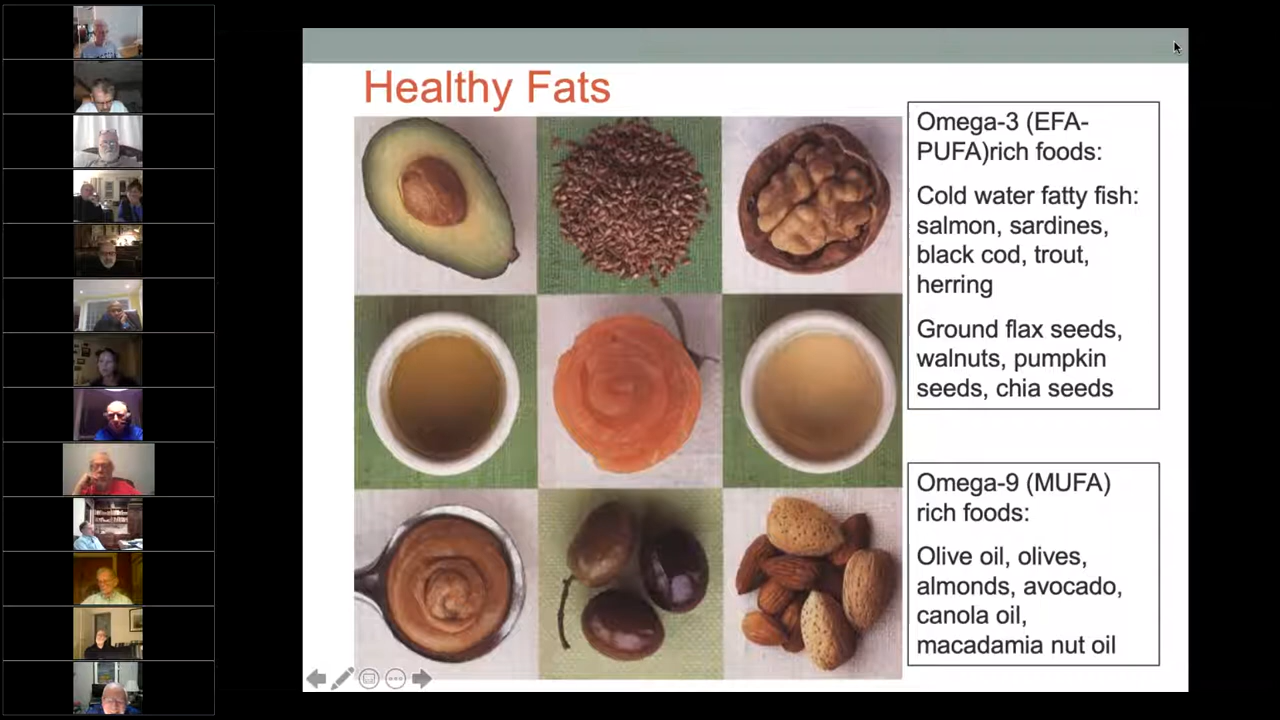 Healthy Fats
Omega-3 (EFA-
PUFA)rich foods:
Cold water fatty fish:
salmon, sardines,
black cod, trout,
herring
Ground flax seeds,
walnuts, pumpkin
seeds, chia seeds
Omega-9 (MUFA)
rich foods:
Olive oil, olives,
almonds, avocado,
canola oil,
macadamia nut oil